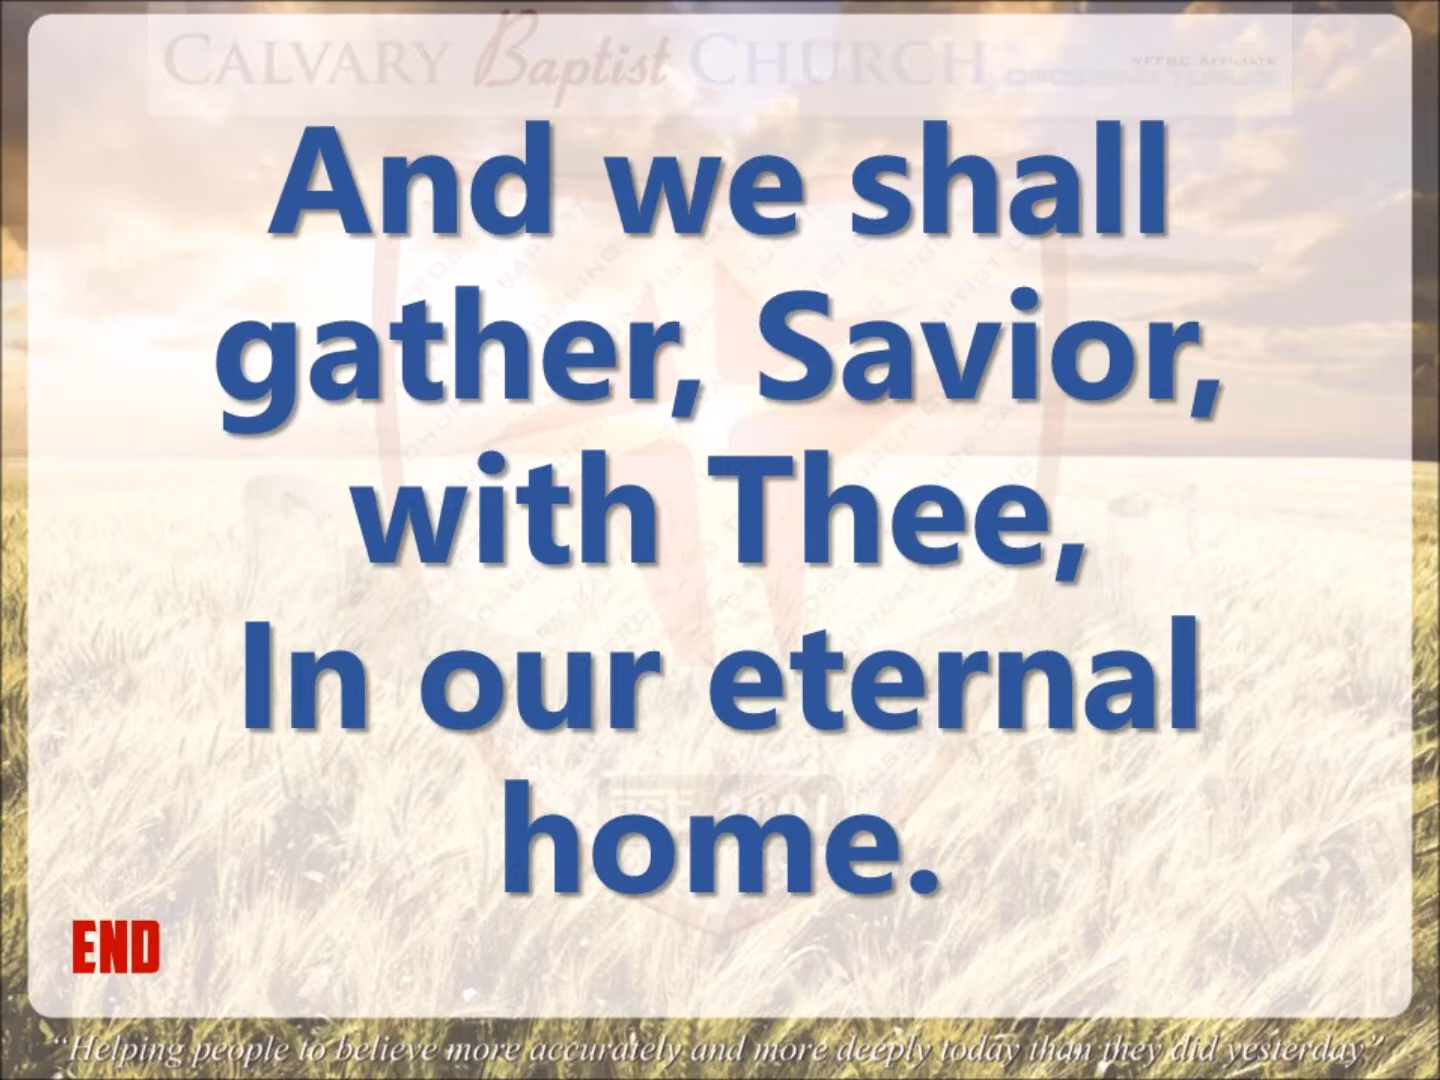 CALVARY Baptist CHURCH
And we shall
gather, Savior,
with Thee,
In our eternal
home.
END
“Helping people to believe more accurately and more deeply today than they did yesterday.”